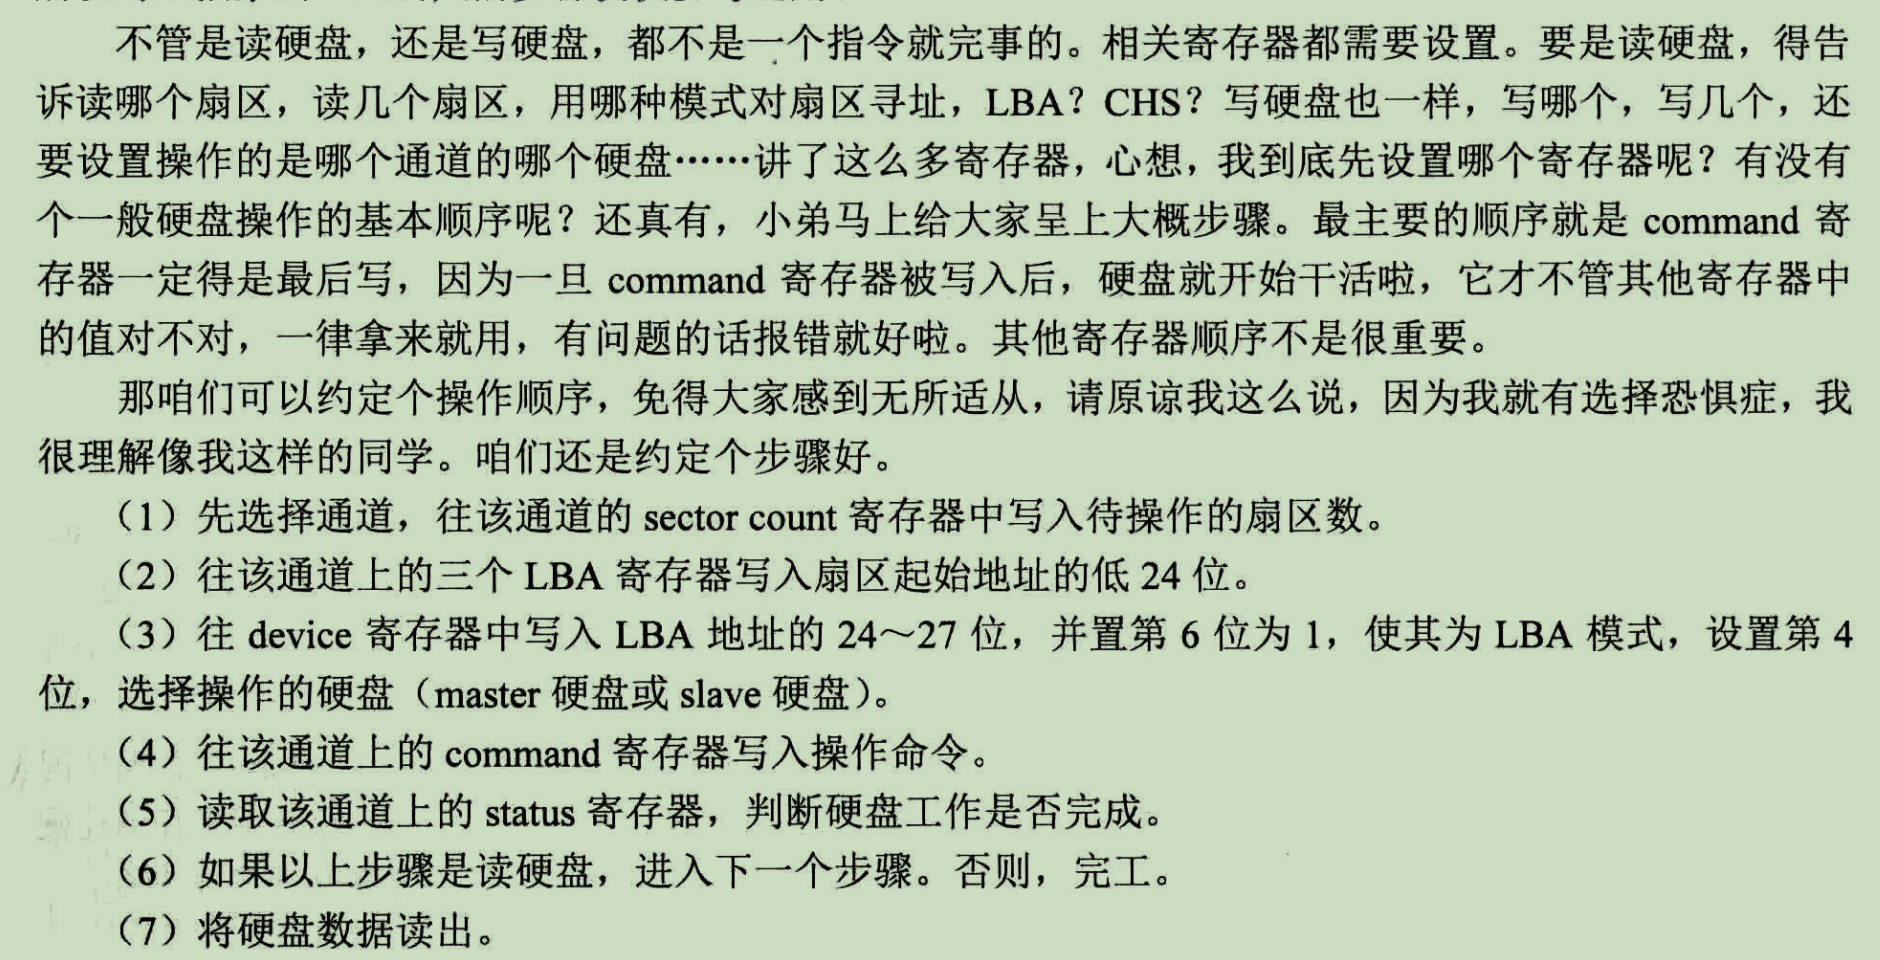 不管是读硬盘，还是写硬盘，都不是一个指令就完事的。相关寄存器都需要设置。要是读硬盘，得告
诉读哪个扇区，读几个扇区，用哪种模式对扇区寻址，LBA？CHS？写硬盘也一样，写哪个，写几个，还
要设置操作的是哪个通道的哪个硬盘……讲了这么多寄存器，心想，我到底先设置哪个寄存器呢？有没有
个一般硬盘操作的基本顺序呢？还真有，小弟马上给大家呈上大概步骤。最主要的顺序就是 command 寄
存器一定得是最后写，因为一旦 command 寄存器被写入后，硬盘就开始干活啦，它才不管其他寄存器中
的值对不对，一律拿来就用，有问题的话报错就好啦。其他寄存器顺序不是很重要。
那咱们可以约定个操作顺序，免得大家感到无所适从，请原谅我这么说，因为我就有选择恐惧症，我
很理解像我这样的同学。咱们还是约定个步骤好。
（1）先选择通道，往该通道的 sector count 寄存器中写入待操作的扇区数。
（2）往该通道上的三个 LBA 寄存器写入扇区起始地址的低 24 位。
（3）往 device 寄存器中写入 LBA 地址的 24～27 位，并置第 6 位为 1，使其为 LBA 模式，设置第 4
位，选择操作的硬盘（master 硬盘或 slave 硬盘）。
（4）往该通道上的 command 寄存器写入操作命令。
（5）读取该通道上的 status 寄存器，判断硬盘工作是否完成。
（6）如果以上步骤是读硬盘，进入下一个步骤。否则，完工。
（7）将硬盘数据读出。